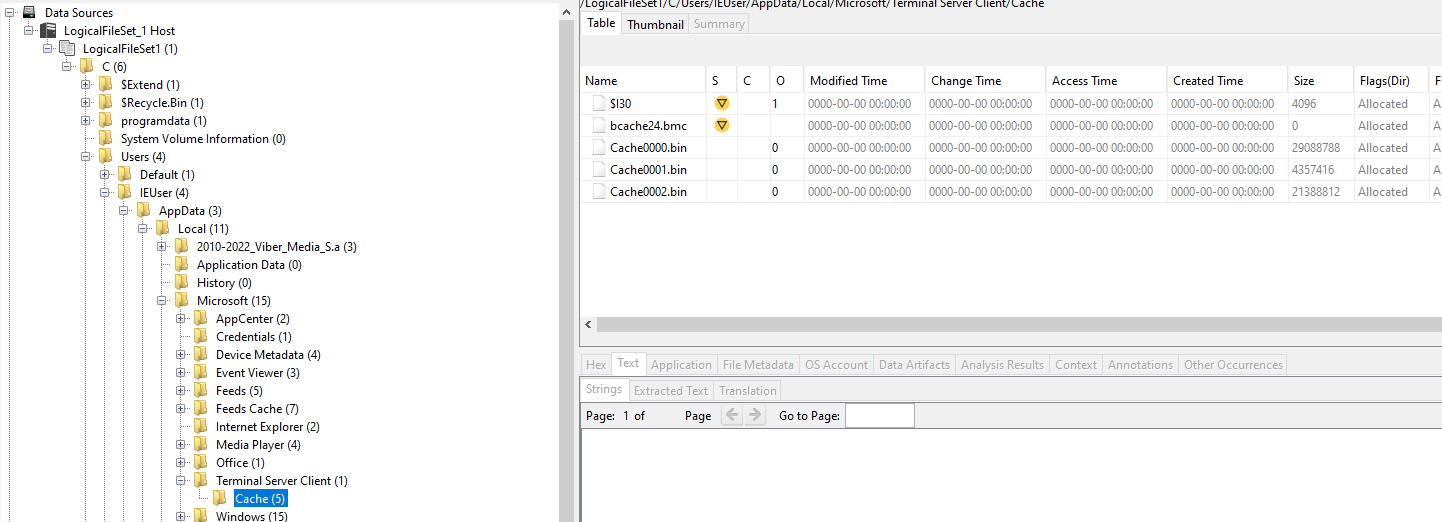 Data Sources
LogicalFileSet_1 Host
LogicalFileSet1 (1)
C (6)
$Extend (1)
$Recycle.Bin (1)
programdata (1)
System Volume Information (0)
Users (4)
Default (1)
IEUser (4)
AppData (3)
Local (11)
2010-2022_Viber_Media_S.a (3)
Application Data (0)
History (0)
Microsoft (15)
AppCenter (2)
Credentials (1)
Device Metadata (4)
Event Viewer (3)
Feeds (5)
Feeds Cache (7)
Internet Explorer (2)
Media Player (4)
Office (1)
Terminal Server Client (1)
Cache (5)
Windows (15)
/LogicalFileSet1/C/Users/IEUser/AppData/Local/Microsoft/Terminal Server Client/Cache
Table Thumbnail Summary
Name S C O Modified Time Change Time Access Time Created Time Size Flags(Dir) F
$I30 1 0000-00-00 00:00:00 0000-00-00 00:00:00 0000-00-00 00:00:00 0000-00-00 00:00:00 4096 Allocated A
bcache24.bmc 0000-00-00 00:00:00 0000-00-00 00:00:00 0000-00-00 00:00:00 0000-00-00 00:00:00 0 Allocated A
Cache0000.bin 0 0000-00-00 00:00:00 0000-00-00 00:00:00 0000-00-00 00:00:00 0000-00-00 00:00:00 29088788 Allocated A
Cache0001.bin 0 0000-00-00 00:00:00 0000-00-00 00:00:00 0000-00-00 00:00:00 0000-00-00 00:00:00 4357416 Allocated A
Cache0002.bin 0 0000-00-00 00:00:00 0000-00-00 00:00:00 0000-00-00 00:00:00 0000-00-00 00:00:00 21388812 Allocated A
Hex Text Application File Metadata OS Account Data Artifacts Analysis Results Context Annotations Other Occurrences
Strings Extracted Text Translation
Page: 1 of Page Go to Page: